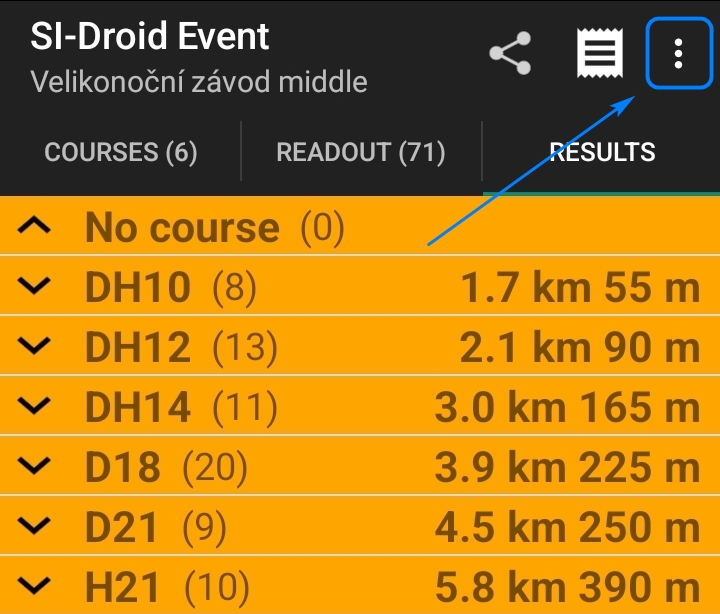 SI-Droid Event
Velikonoční závod middle
COURSES (6) READOUT (71) RESULTS
No course (0)
DH10 (8) 1.7 km 55 m
DH12 (13) 2.1 km 90 m
DH14 (11) 3.0 km 165 m
D18 (20) 3.9 km 225 m
D21 (9) 4.5 km 250 m
H21 (10) 5.8 km 390 m